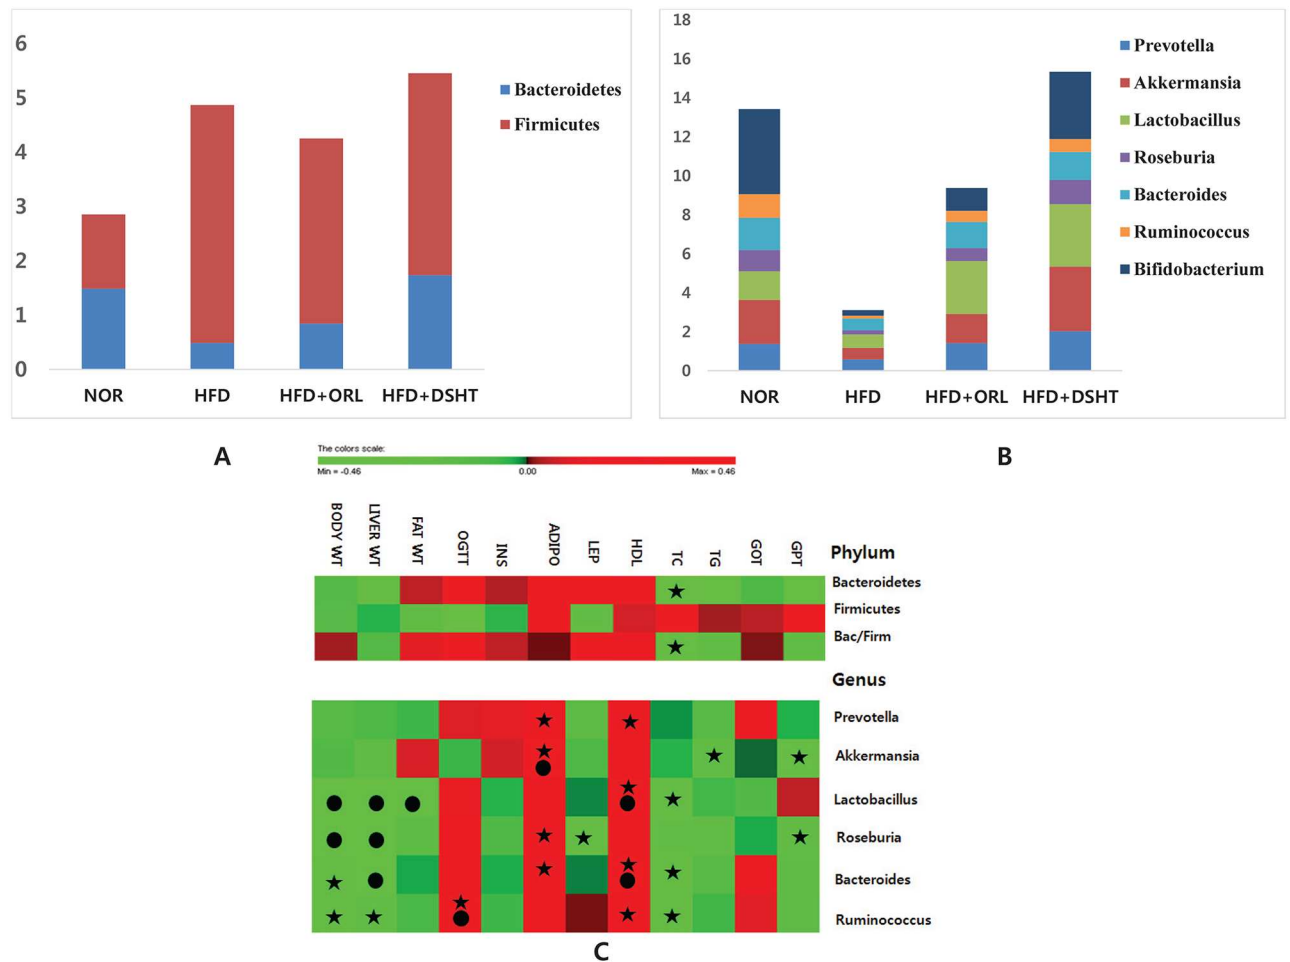 6
5
4
3
2
1
0
NOR HFD HFD+ORL HFD+DSHT
Bacteroidetes
Firmicutes
A
18
16
14
12
10
8
6
4
2
0
NOR HFD HFD+ORL HFD+DSHT
Prevotella
Akkermansia
Lactobacillus
Roseburia
Bacteroides
Ruminococcus
Bifidobacterium
B
The colors scale:
Min = -0.46 0.00 Max = 0.46
BODY WT LIVER WT FAT WT OGTT INS ADIPO LEP HDL TC TG GOT GPT
Phylum
Bacteroidetes
Firmicutes
Bac/Firm
Genus
Prevotella
Akkermansia
Lactobacillus
Roseburia
Bacteroides
Ruminococcus
C